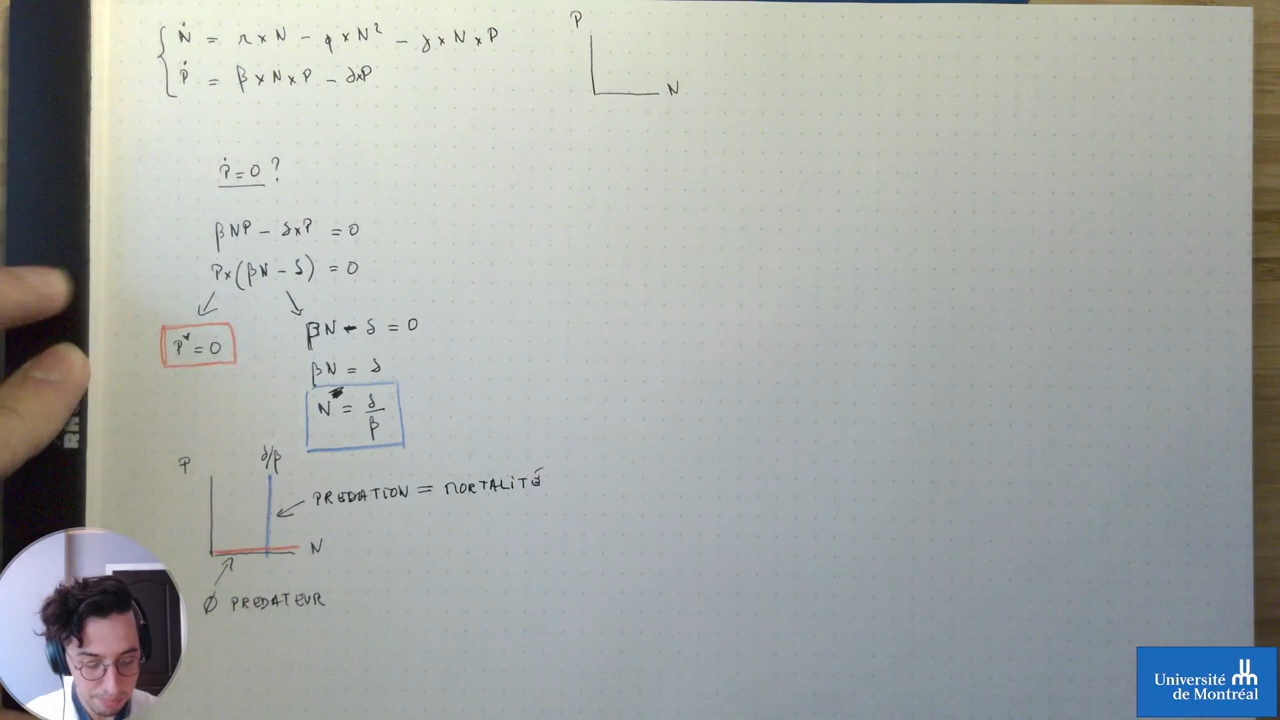 Ṅ = r × N − q × N² − γ × N × P
Ṗ = β × N × P − δ×P
P
N
Ṗ = 0 ?
βNP − δ×P = 0
P×(βN − δ) = 0
P* = 0
βN − δ = 0
βN = δ
N* = δ/β
P
δ/β
PREDATION = MORTALITÉ
N
Ø PREDATEUR
Université
de Montréal